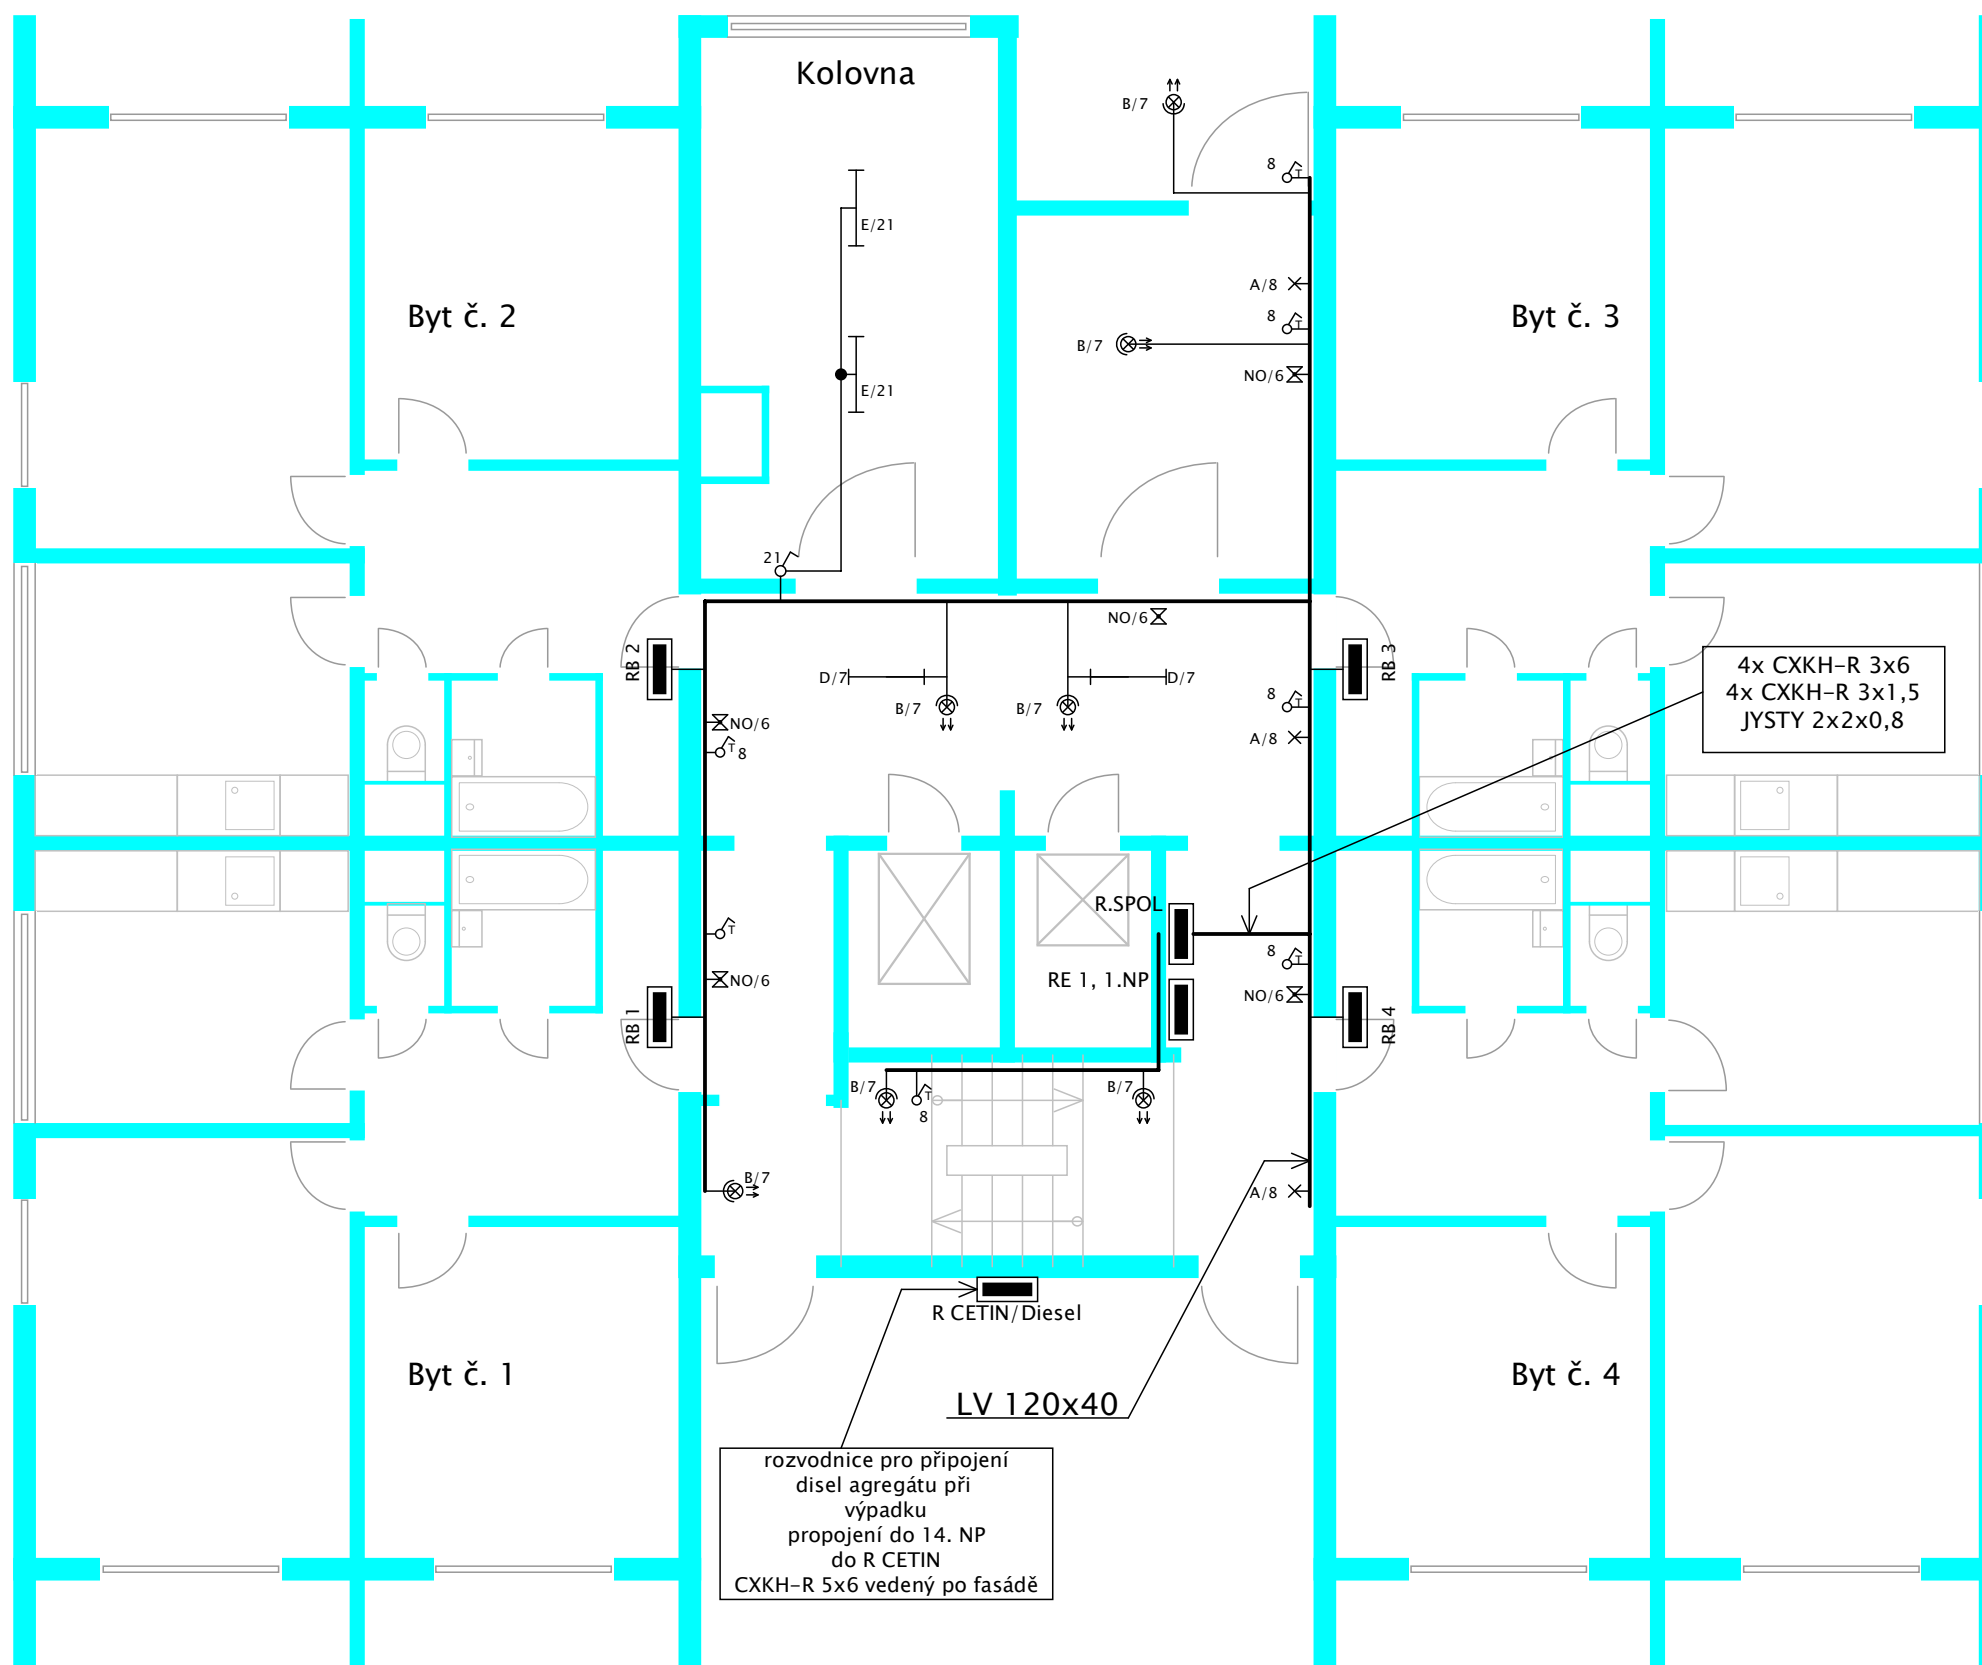 Kolovna
B/7
8
T
E/21
A/8
Byt č. 2
Byt č. 3
8
T
B/7
NO/6
E/21
21
NO/6
RB 2
RB 3
4x CXKH-R 3x6
4x CXKH-R 3x1,5
JYSTY 2x2x0,8
D/7
D/7
8
T
B/7
B/7
NO/6
T
8
A/8
R.SPOL
T
8
T
NO/6
RE 1, 1.NP
NO/6
RB 1
RB 4
B/7
T
8
B/7
B/7
A/8
R CETIN/Diesel
Byt č. 1
Byt č. 4
LV 120x40
rozvodnice pro připojení
disel agregátu při
výpadku
propojení do 14. NP
do R CETIN
CXKH-R 5x6 vedený po fasádě